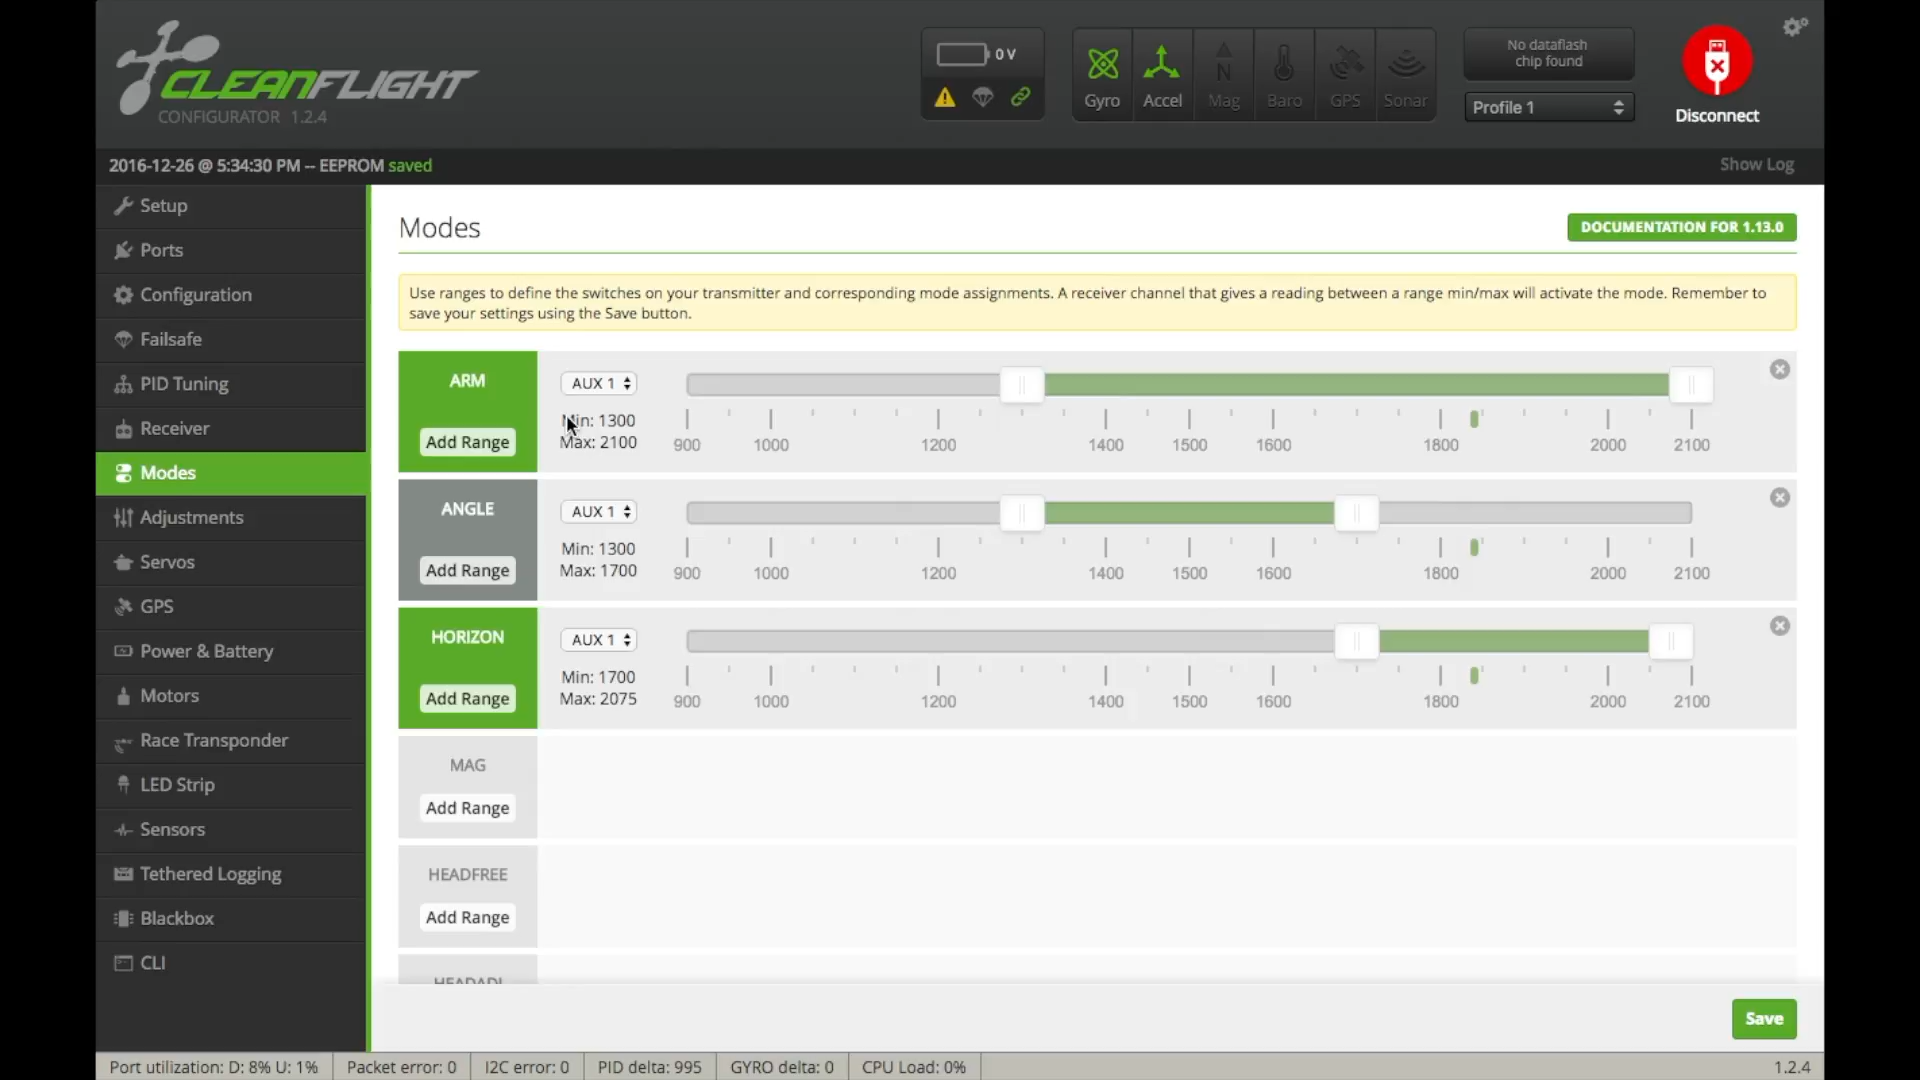 CLEANFLIGHT
CONFIGURATOR 1.2.4
0 V
Gyro
Accel
Mag
Baro
GPS
Sonar
No dataflash
chip found
Profile 1
Disconnect
2016-12-26 @ 5:34:30 PM -- EEPROM saved
Show Log
Setup
Ports
Configuration
Failsafe
PID Tuning
Receiver
Modes
Adjustments
Servos
GPS
Power & Battery
Motors
Race Transponder
LED Strip
Sensors
Tethered Logging
Blackbox
CLI
Modes
DOCUMENTATION FOR 1.13.0
Use ranges to define the switches on your transmitter and corresponding mode assignments. A receiver channel that gives a reading between a range min/max will activate the mode. Remember to
save your settings using the Save button.
ARM
Add Range
AUX 1
Min: 1300
Max: 2100
900 1000 1200 1400 1500 1600 1800 2000 2100
ANGLE
Add Range
AUX 1
Min: 1300
Max: 1700
900 1000 1200 1400 1500 1600 1800 2000 2100
HORIZON
Add Range
AUX 1
Min: 1700
Max: 2075
900 1000 1200 1400 1500 1600 1800 2000 2100
MAG
Add Range
HEADFREE
Add Range
HEADADJ
Save
Port utilization: D: 8% U: 1%
Packet error: 0
I2C error: 0
PID delta: 995
GYRO delta: 0
CPU Load: 0%
1.2.4